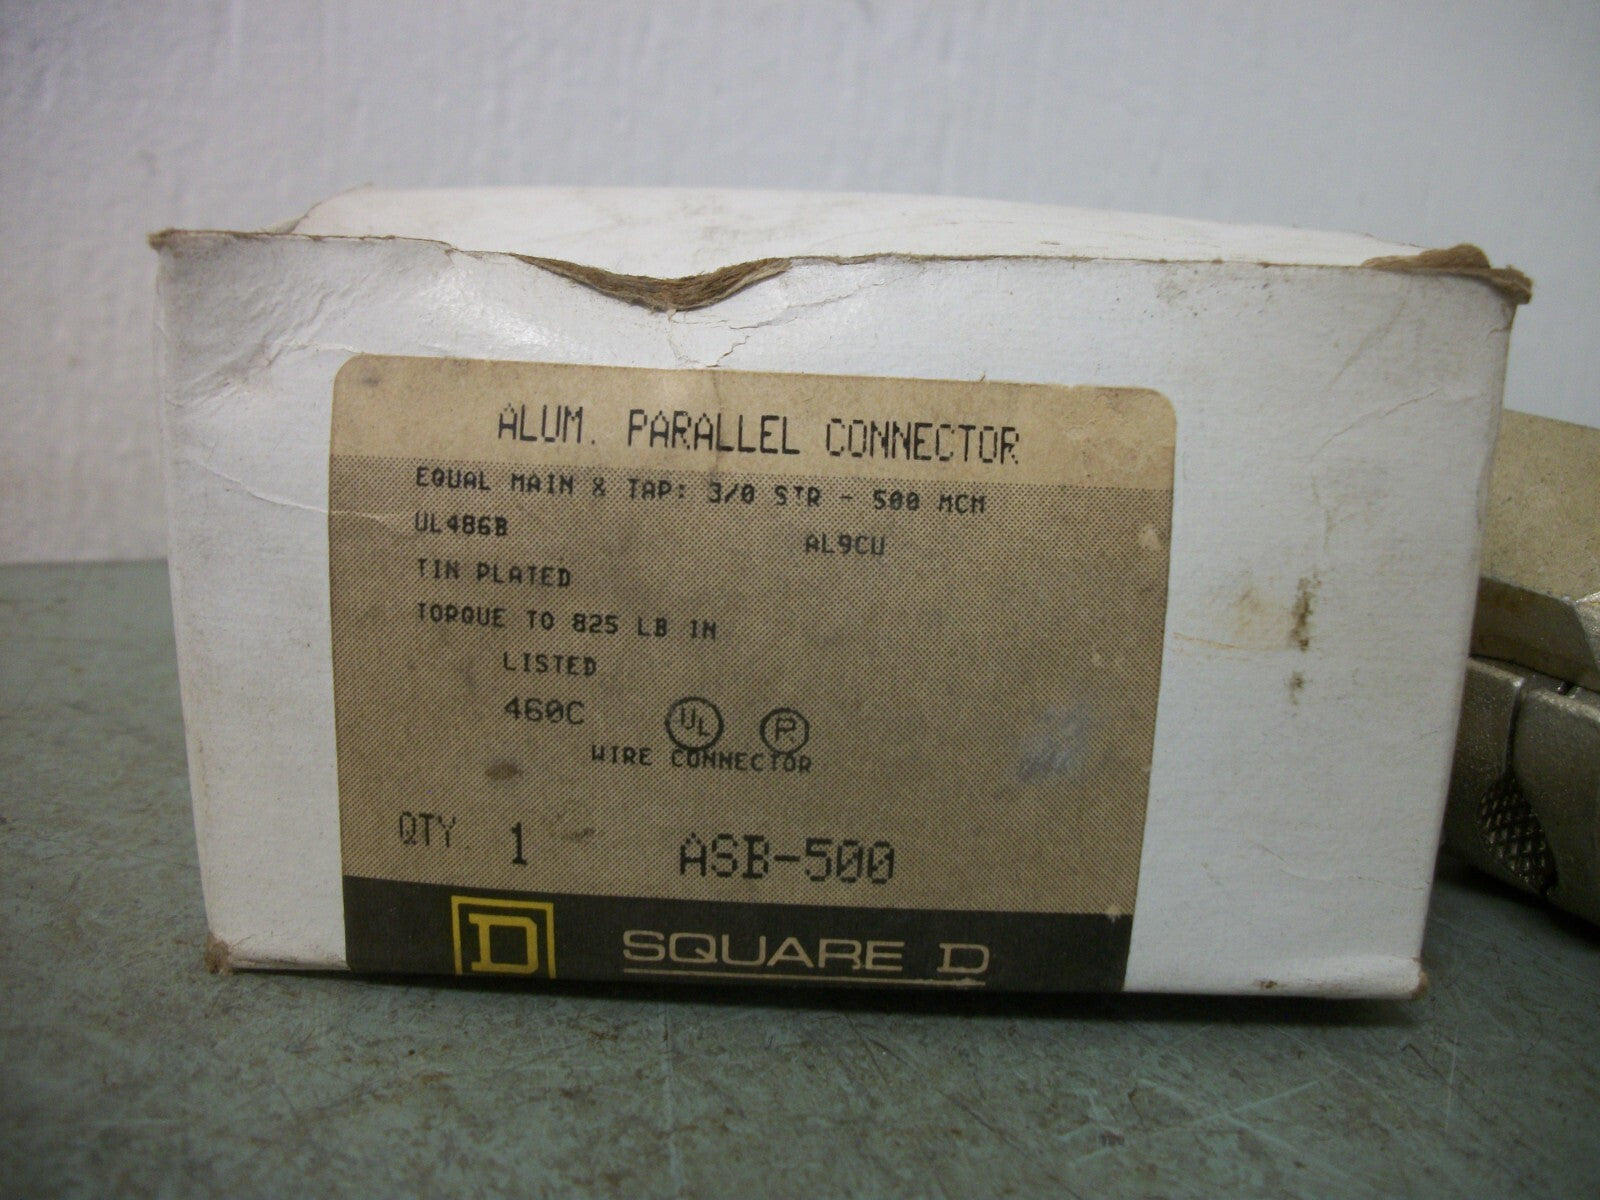 ALUM. PARALLEL CONNECTOR
EQUAL MAIN & TAP: 3/0 STR - 500 MCM
UL486B AL9CU
TIN PLATED
TORQUE TO 825 LB IN
LISTED
460C UL R
WIRE CONNECTOR
QTY. 1 ASB-500
D SQUARE D